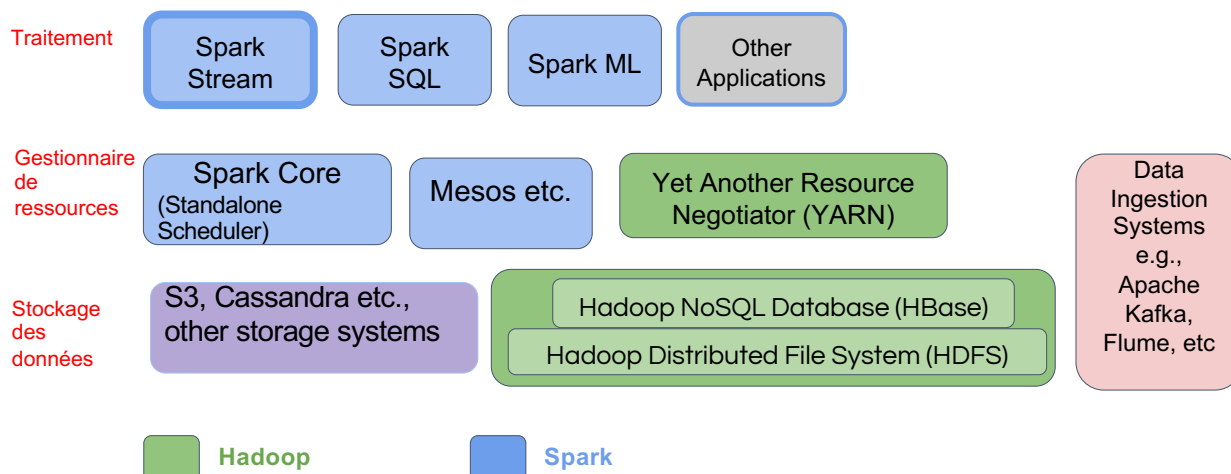 Traitement
Spark
Stream
Spark
SQL
Spark ML
Other
Applications
Gestionnaire
de
ressources
Spark Core
(Standalone
Scheduler)
Mesos etc.
Yet Another Resource
Negotiator (YARN)
Data
Ingestion
Systems
e.g.,
Apache
Kafka,
Flume, etc
Stockage
des
données
S3, Cassandra etc.,
other storage systems
Hadoop NoSQL Database (HBase)
Hadoop Distributed File System (HDFS)
Hadoop
Spark